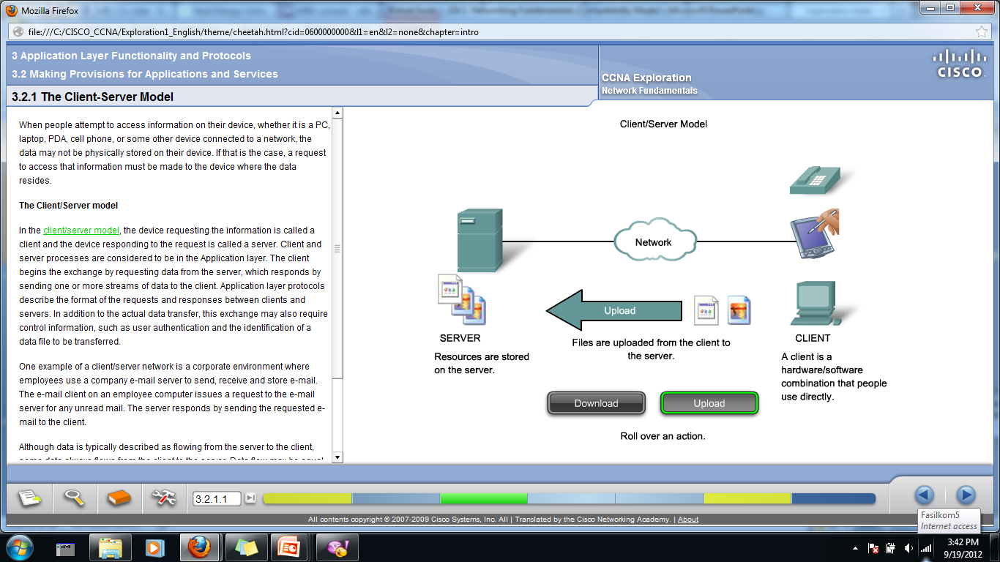 Mozilla Firefox
file:///C:/CISCO_CCNA/Exploration1_English/theme/cheetah.html?cid=0600000000&l1=en&l2=none&chapter=intro
3 Application Layer Functionality and Protocols
3.2 Making Provisions for Applications and Services
CCNA Exploration
Network Fundamentals
CISCO
3.2.1 The Client-Server Model
When people attempt to access information on their device, whether it is a PC,
laptop, PDA, cell phone, or some other device connected to a network, the
data may not be physically stored on their device. If that is the case, a request
to access that information must be made to the device where the data
resides.
The Client/Server model
In the client/server model, the device requesting the information is called a
client and the device responding to the request is called a server. Client and
server processes are considered to be in the Application layer. The client
begins the exchange by requesting data from the server, which responds by
sending one or more streams of data to the client. Application layer protocols
describe the format of the requests and responses between clients and
servers. In addition to the actual data transfer, this exchange may also require
control information, such as user authentication and the identification of a
data file to be transferred.
One example of a client/server network is a corporate environment where
employees use a company e-mail server to send, receive and store e-mail.
The e-mail client on an employee computer issues a request to the e-mail
server for any unread mail. The server responds by sending the requested e-
mail to the client.
Although data is typically described as flowing from the server to the client,
some data always flows from the client to the server. Data flow may be equal
Client/Server Model
Network
Upload
SERVER
Resources are stored
on the server.
Files are uploaded from the client to
the server.
CLIENT
A client is a
hardware/software
combination that people
use directly.
Download
Upload
Roll over an action.
3.2.1.1
All contents copyright © 2007-2009 Cisco Systems, Inc. All | Translated by the Cisco Networking Academy. | About
Fasilkom5
Internet access
3:42 PM
9/19/2012